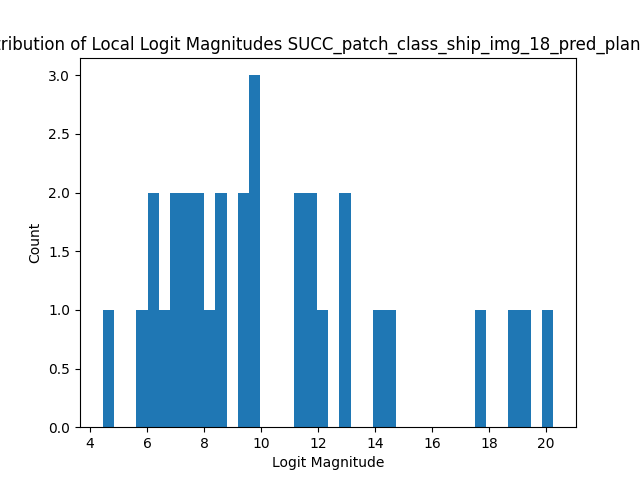 tribution of Local Logit Magnitudes SUCC_patch_class_ship_img_18_pred_plan
3.0
2.5
2.0
1.5
1.0
0.5
0.0
Count
4 6 8 10 12 14 16 18 20
Logit Magnitude